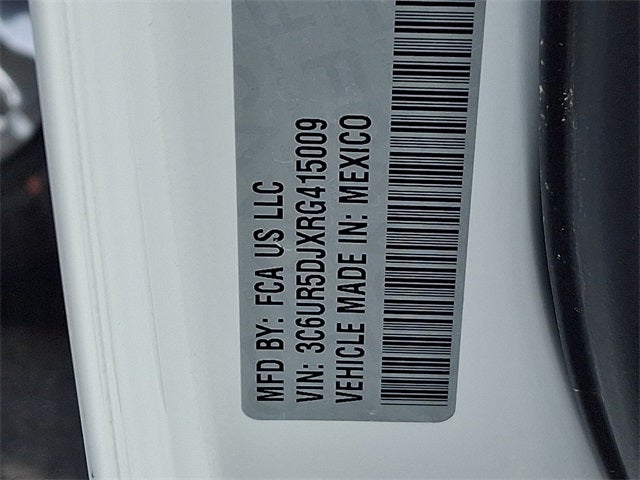 MFD BY: FCA US LLC
VIN: 3C6UR5DJXRG415009
VEHICLE MADE IN: MEXICO